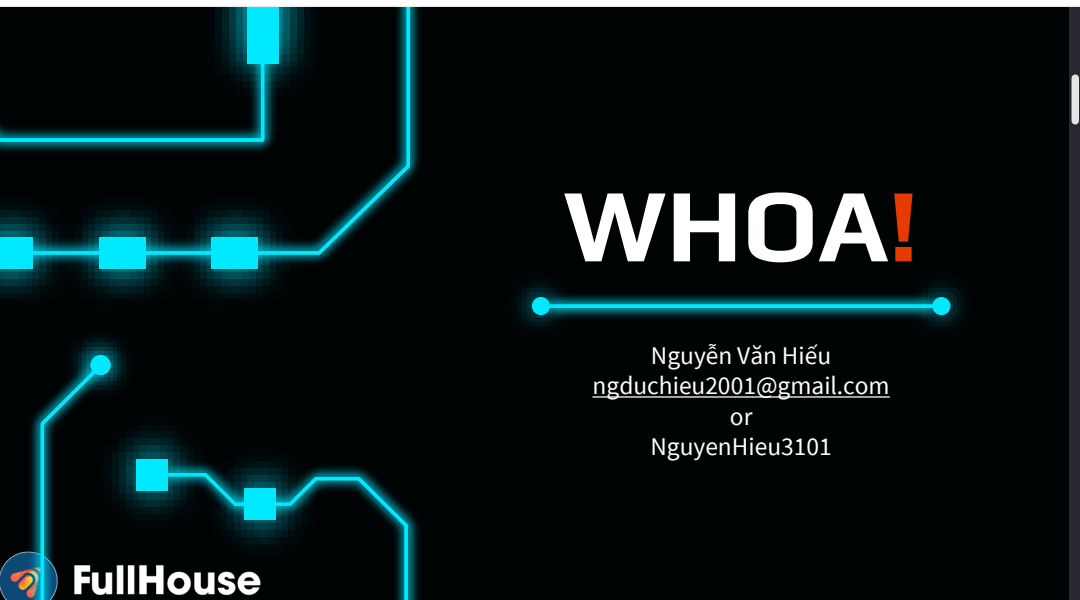 WHOA!
Nguyễn Văn Hiếu
ngduchieu2001@gmail.com
or
NguyenHieu3101
FullHouse